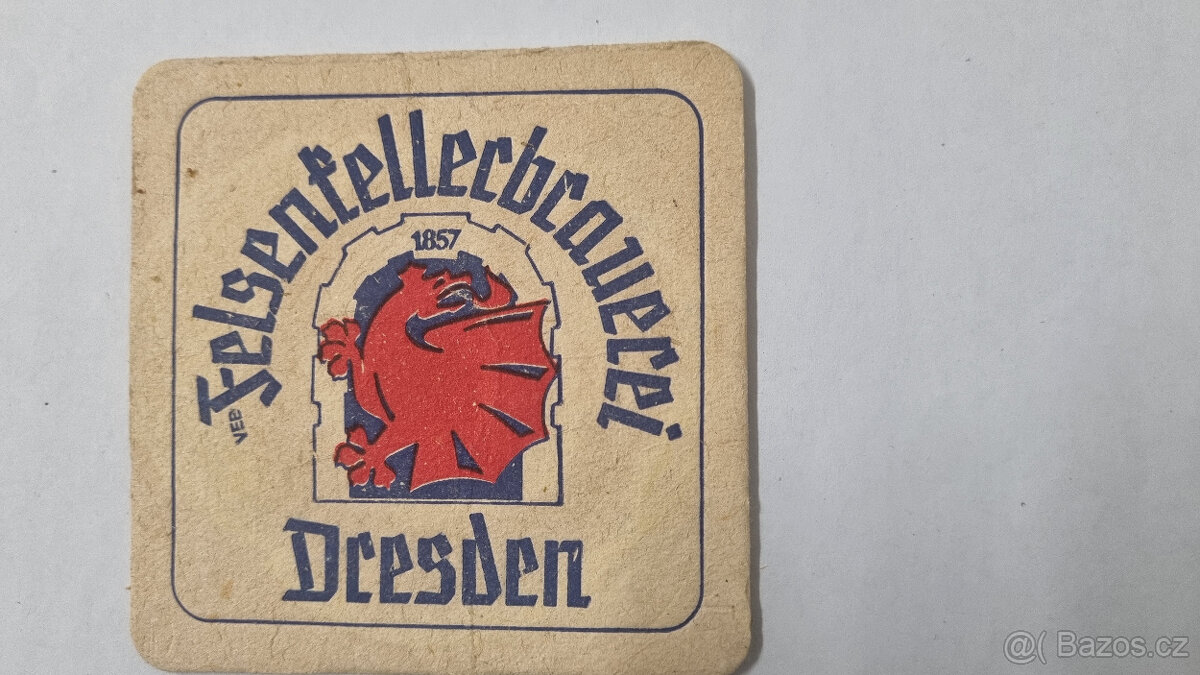 VEB Felsenkellerbrauerei
1857
Dresden
@( Bazos.cz